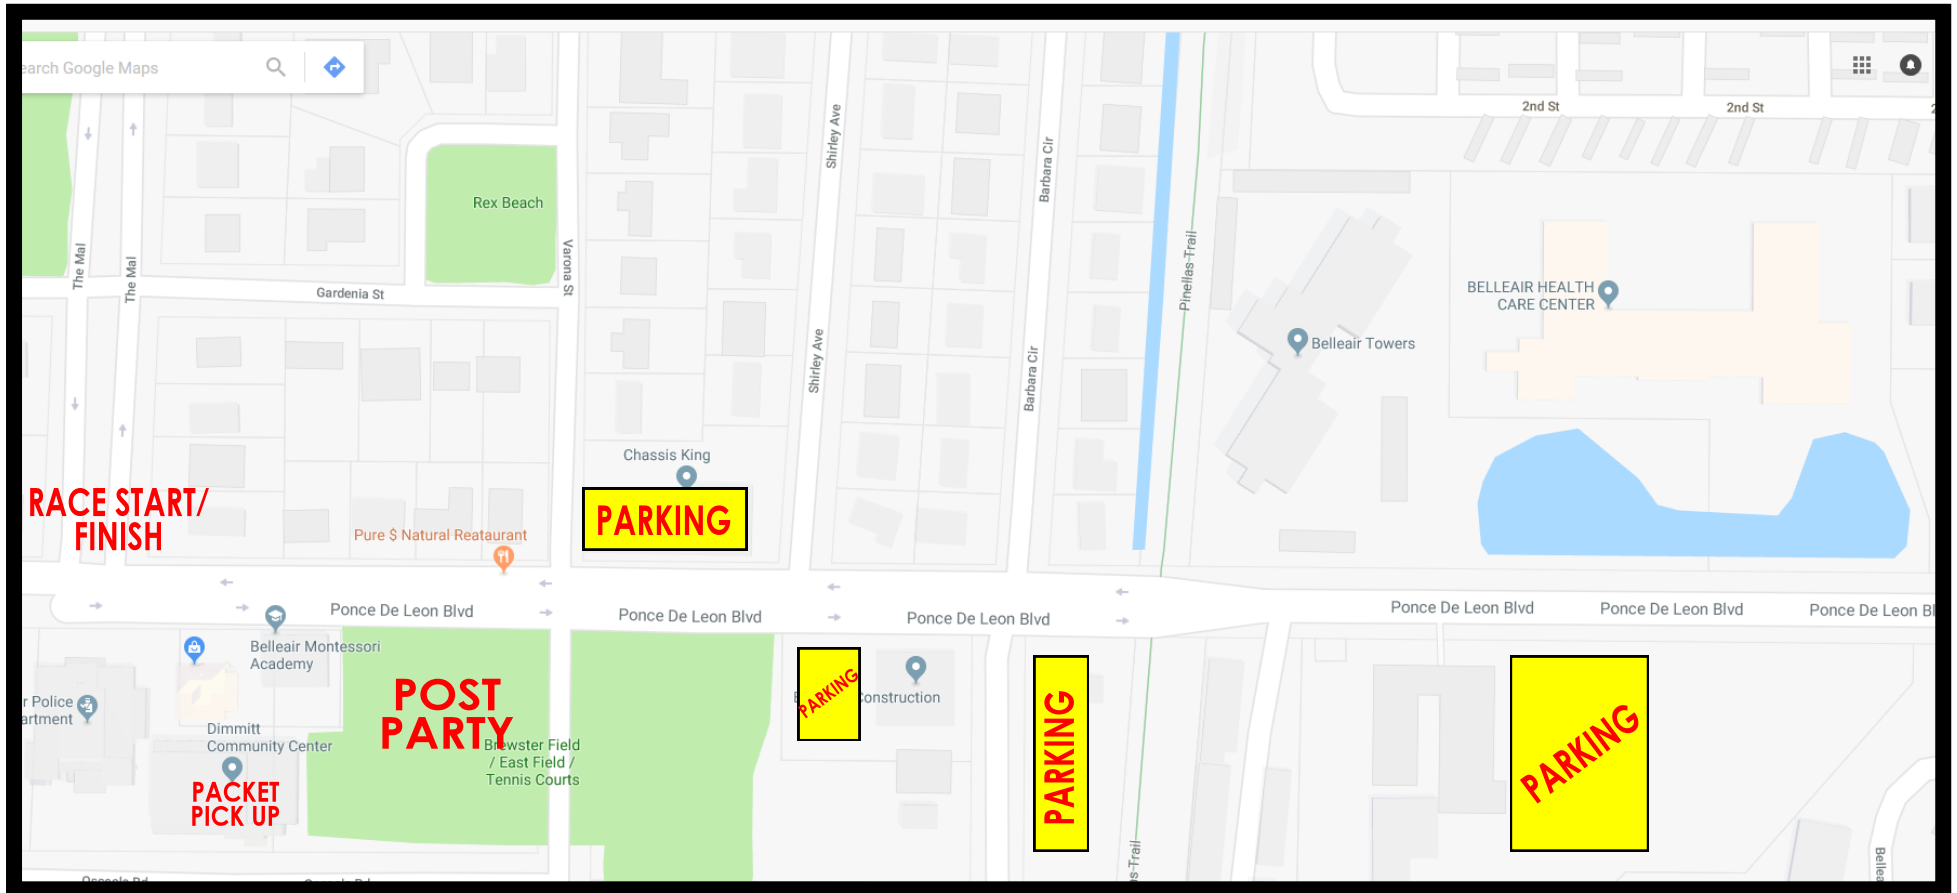 earch Google Maps
2nd St
2nd St
Shirley Ave
Barbara Cir
Rex Beach
The Mal
The Mal
Varona St
Pinellas Trail
Gardenia St
BELLEAIR HEALTH
CARE CENTER
Belleair Towers
Shirley Ave
Barbara Cir
Chassis King
RACE START/
FINISH
PARKING
Pure $ Natural Reataurant
Ponce De Leon Blvd
Ponce De Leon Blvd
Ponce De Leon Blvd
Ponce De Leon Blvd
Ponce De Leon Blvd
Ponce De Leon Bl
Belleair Montessori
Academy
r Police
artment
POST
PARTY
PARKING
Construction
PARKING
PARKING
Dimmitt
Community Center
Brewster Field
/ East Field /
Tennis Courts
PACKET
PICK UP
s Trail
Bellea